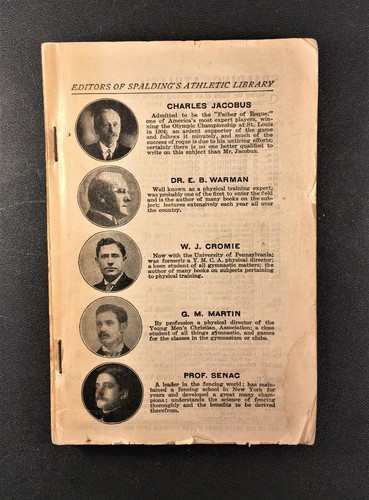 EDITORS OF SPALDING'S ATHLETIC LIBRARY
CHARLES JACOBUS
Admitted to be the "Father of Roque;"
one of America's most expert players, win-
ning the Olympic Championship at St. Louis
in 1904; an ardent supporter of the game
and follows it minutely, and much of the
success of roque is due to his untiring efforts;
certainly there is no one better qualified to
write on this subject than Mr. Jacobus.
DR. E. B. WARMAN
Well known as a physical training expert;
was probably one of the first to enter the field
and is the author of many books on the sub-
ject; lectures extensively each year all over
the country.
W. J. CROMIE
Now with the University of Pennsylvania;
was formerly a Y. M. C. A. physical director;
a keen student of all gymnastic matters; the
author of many books on subjects pertaining
to physical training.
G. M. MARTIN
By profession a physical director of the
Young Men's Christian Association; a close
student of all things gymnastic, and games
for the classes in the gymnasium or clubs.
PROF. SENAC
A leader in the fencing world; has main-
tained a fencing school in New York for
years and developed a great many cham-
pions; understands the science of fencing
thoroughly and the benefits to be derived
therefrom.